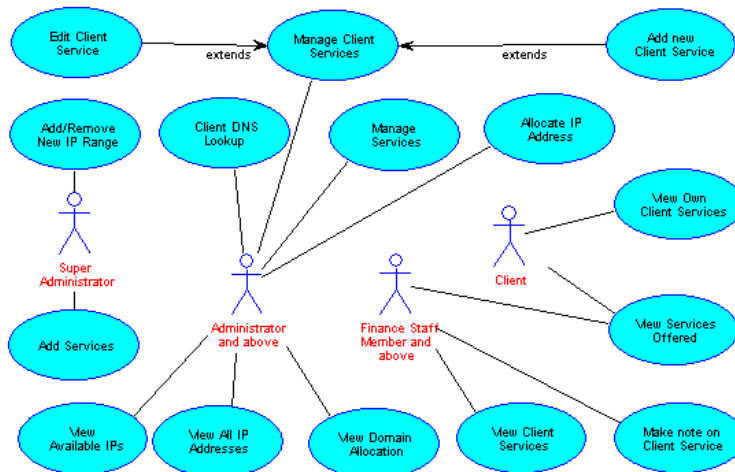 Edit Client
Service
extends
Manage Client
Services
extends
Add new
Client Service
Add/Remove
New IP Range
Client DNS
Lookup
Manage
Services
Allocate IP
Address
View Own
Client Services
Super
Administrator
Client
Administrator
and above
Finance Staff
Member and
above
View Services
Offered
Add Services
View
Available IPs
View All IP
Addresses
View Domain
Allocation
View Client
Services
Make note on
Client Service